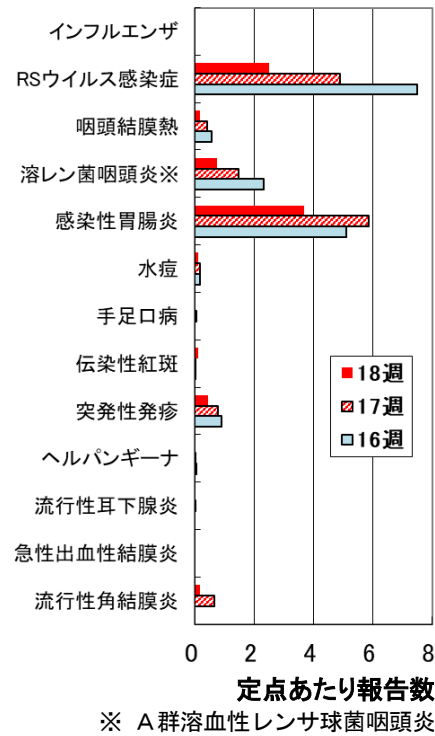 インフルエンザ
RSウイルス感染症
咽頭結膜熱
溶レン菌咽頭炎※
感染性胃腸炎
水痘
手足口病
伝染性紅斑
突発性発疹
ヘルパンギーナ
流行性耳下腺炎
急性出血性結膜炎
流行性角結膜炎
18週
17週
16週
0 2 4 6 8
定点あたり報告数
※ A群溶血性レンサ球菌咽頭炎